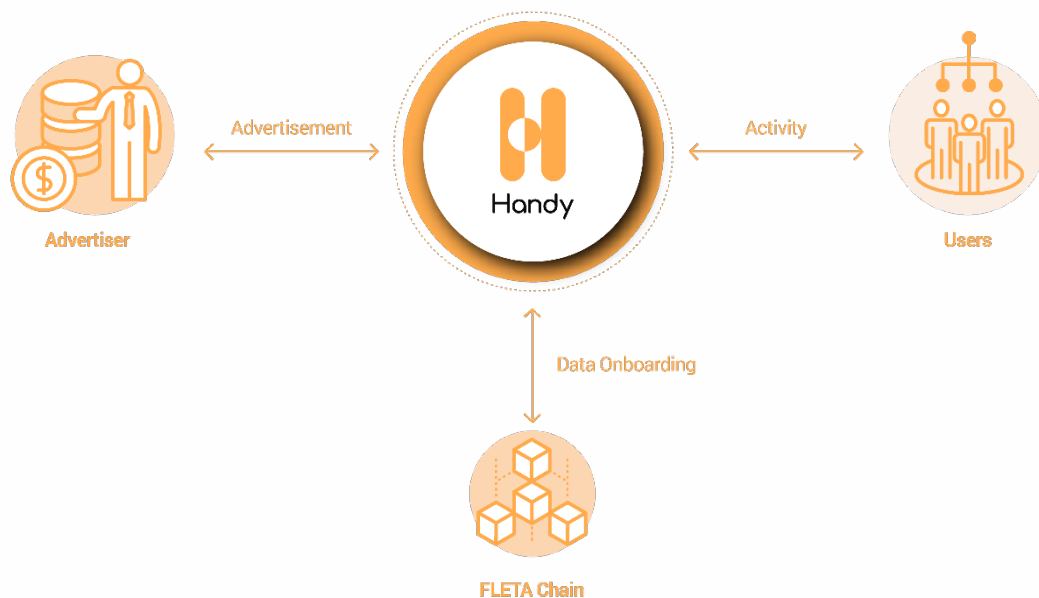 Advertisement
Activity
Handy
Advertiser
Users
Data Onboarding
FLETA Chain